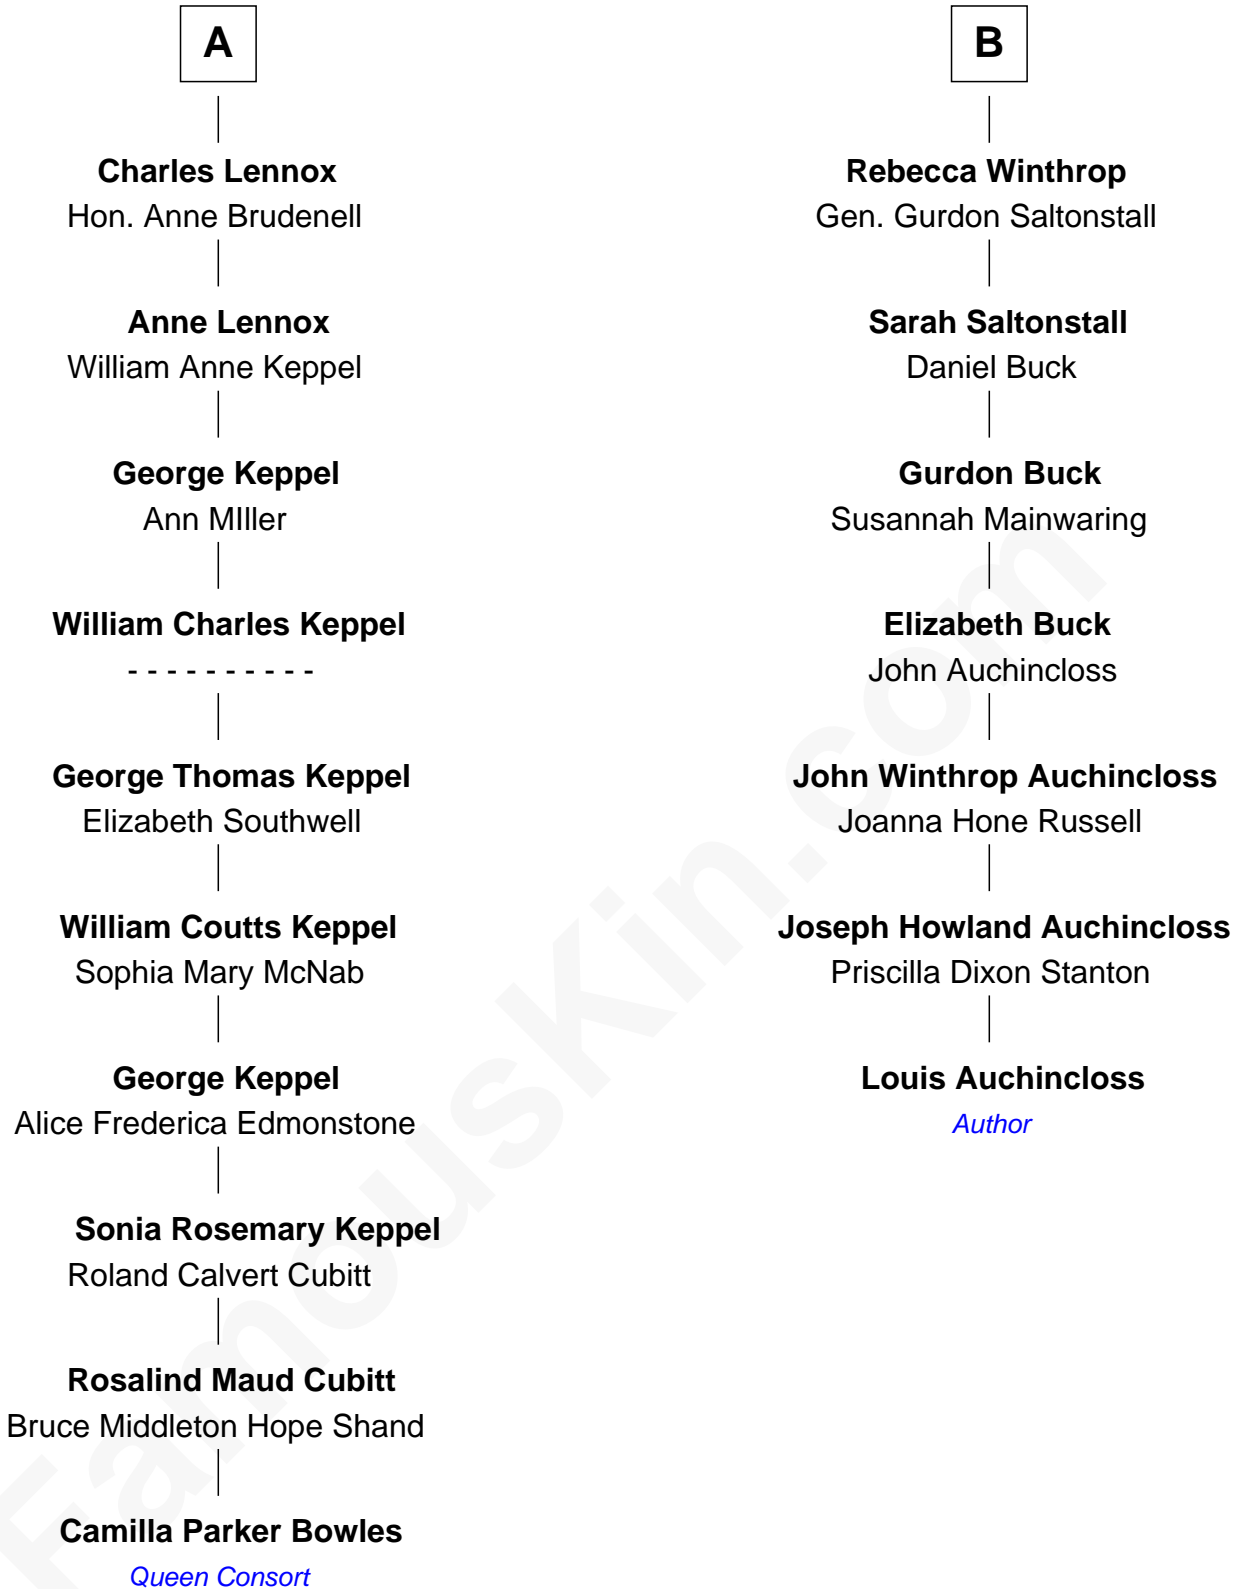 A
Charles Lennox
Hon. Anne Brudenell
Anne Lennox
William Anne Keppel
George Keppel
Ann MIller
William Charles Keppel
- - - - - - - - - -
George Thomas Keppel
Elizabeth Southwell
William Coutts Keppel
Sophia Mary McNab
George Keppel
Alice Frederica Edmonstone
Sonia Rosemary Keppel
Roland Calvert Cubitt
Rosalind Maud Cubitt
Bruce Middleton Hope Shand
Camilla Parker Bowles
Queen Consort
B
Rebecca Winthrop
Gen. Gurdon Saltonstall
Sarah Saltonstall
Daniel Buck
Gurdon Buck
Susannah Mainwaring
Elizabeth Buck
John Auchincloss
John Winthrop Auchincloss
Joanna Hone Russell
Joseph Howland Auchincloss
Priscilla Dixon Stanton
Louis Auchincloss
Author
FamousKin.com